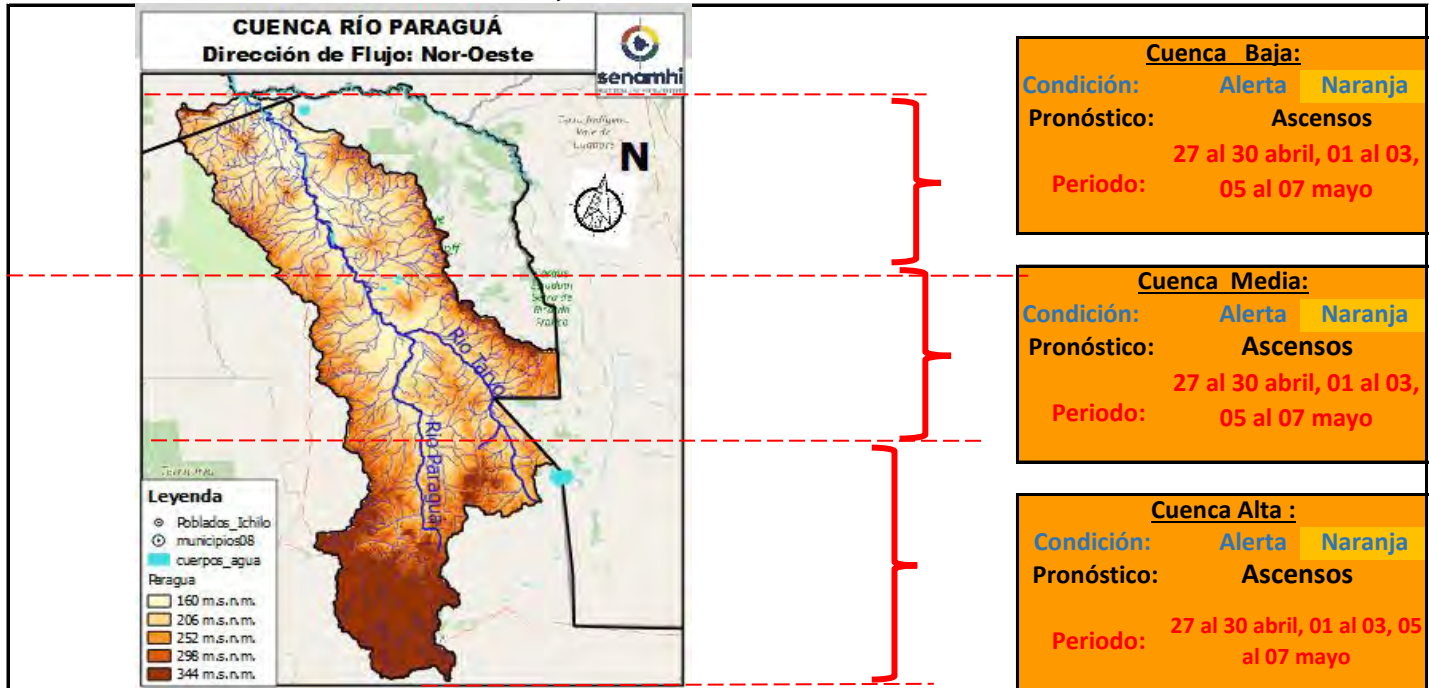 CUENCA RÍO PARAGUÁ
Dirección de Flujo: Nor-Oeste
senamhi
N
Río Tarvo
Río Paragua
Leyenda
Poblados_Ichilo
municipios08
cuerpos_agua
Paragua
160 m.s.n.m.
206 m.s.n.m.
252 m.s.n.m.
298 m.s.n.m.
344 m.s.n.m.
Cuenca Baja:
Condición: Alerta Naranja
Pronóstico: Ascensos
Periodo: 27 al 30 abril, 01 al 03,
05 al 07 mayo
Cuenca Media:
Condición: Alerta Naranja
Pronóstico: Ascensos
Periodo: 27 al 30 abril, 01 al 03,
05 al 07 mayo
Cuenca Alta :
Condición: Alerta Naranja
Pronóstico: Ascensos
Periodo: 27 al 30 abril, 01 al 03, 05
al 07 mayo